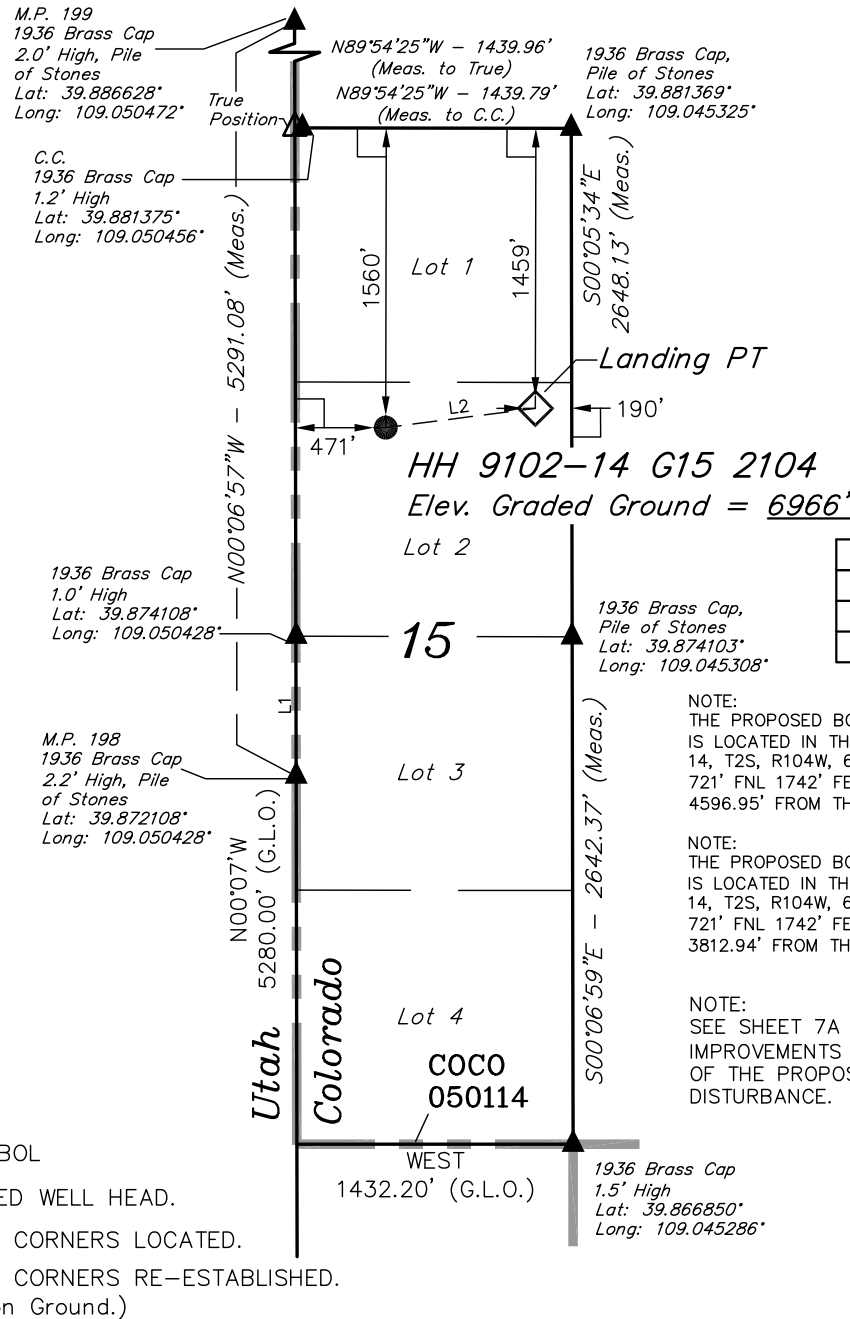 M.P. 199
1936 Brass Cap
2.0' High, Pile
of Stones
Lat: 39.886628°
Long: 109.050472°
True
Position
N89°54'25"W - 1439.96'
(Meas. to True)
N89°54'25"W - 1439.79'
(Meas. to C.C.)
1936 Brass Cap,
Pile of Stones
Lat: 39.881369°
Long: 109.045325°
C.C.
1936 Brass Cap
1.2' High
Lat: 39.881375°
Long: 109.050456°
N00°06'57"W - 5291.08' (Meas.)
1560'
Lot 1
1459'
S00°05'34"E
2648.13' (Meas.)
Landing PT
L2
190'
471'
HH 9102-14 G15 2104
Elev. Graded Ground = 6966'
Lot 2
1936 Brass Cap
1.0' High
Lat: 39.874108°
Long: 109.050428°
15
1936 Brass Cap,
Pile of Stones
Lat: 39.874103°
Long: 109.045308°
L1
M.P. 198
1936 Brass Cap
2.2' High, Pile
of Stones
Lat: 39.872108°
Long: 109.050428°
Lot 3
S00°06'59"E - 2642.37' (Meas.)
NOTE:
THE PROPOSED BO
IS LOCATED IN TH
14, T2S, R104W, 6
721' FNL 1742' FE
4596.95' FROM TH
NOTE:
THE PROPOSED BO
IS LOCATED IN TH
14, T2S, R104W, 6
721' FNL 1742' FE
3812.94' FROM TH
N00°07'W
5280.00' (G.L.O.)
Utah
Colorado
Lot 4
COCO
050114
NOTE:
SEE SHEET 7A
IMPROVEMENTS
OF THE PROPOS
DISTURBANCE.
WEST
1432.20' (G.L.O.)
1936 Brass Cap
1.5' High
Lat: 39.866850°
Long: 109.045286°
BOL
ED WELL HEAD.
CORNERS LOCATED.
CORNERS RE-ESTABLISHED.
n Ground.)